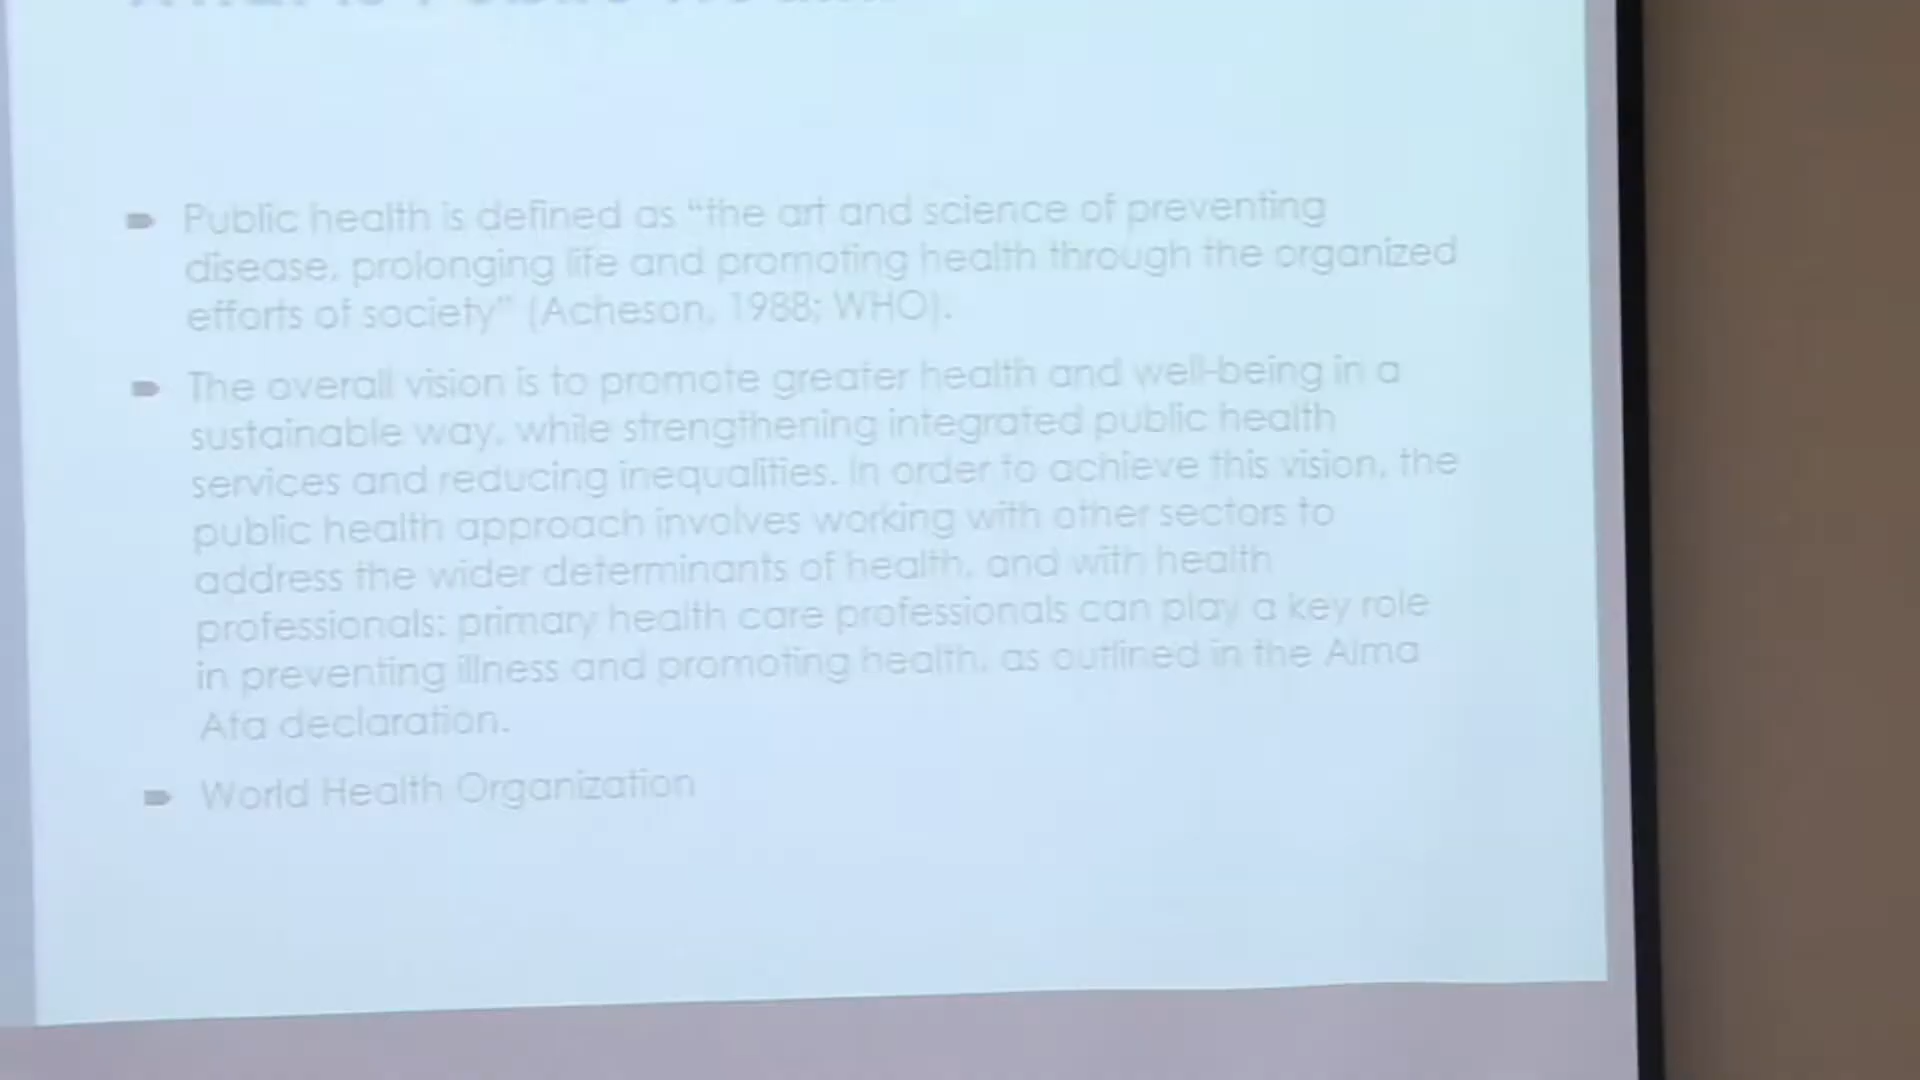 Public health is defined as “the art and science of preventing
disease, prolonging life and promoting health through the organized
efforts of society” (Acheson, 1988; WHO).
The overall vision is to promote greater health and well-being in a
sustainable way, while strengthening integrated public health
services and reducing inequalities. In order to achieve this vision, the
public health approach involves working with other sectors to
address the wider determinants of health, and with health
professionals; primary health care professionals can play a key role
in preventing illness and promoting health, as outlined in the Alma
Ata declaration.
World Health Organization